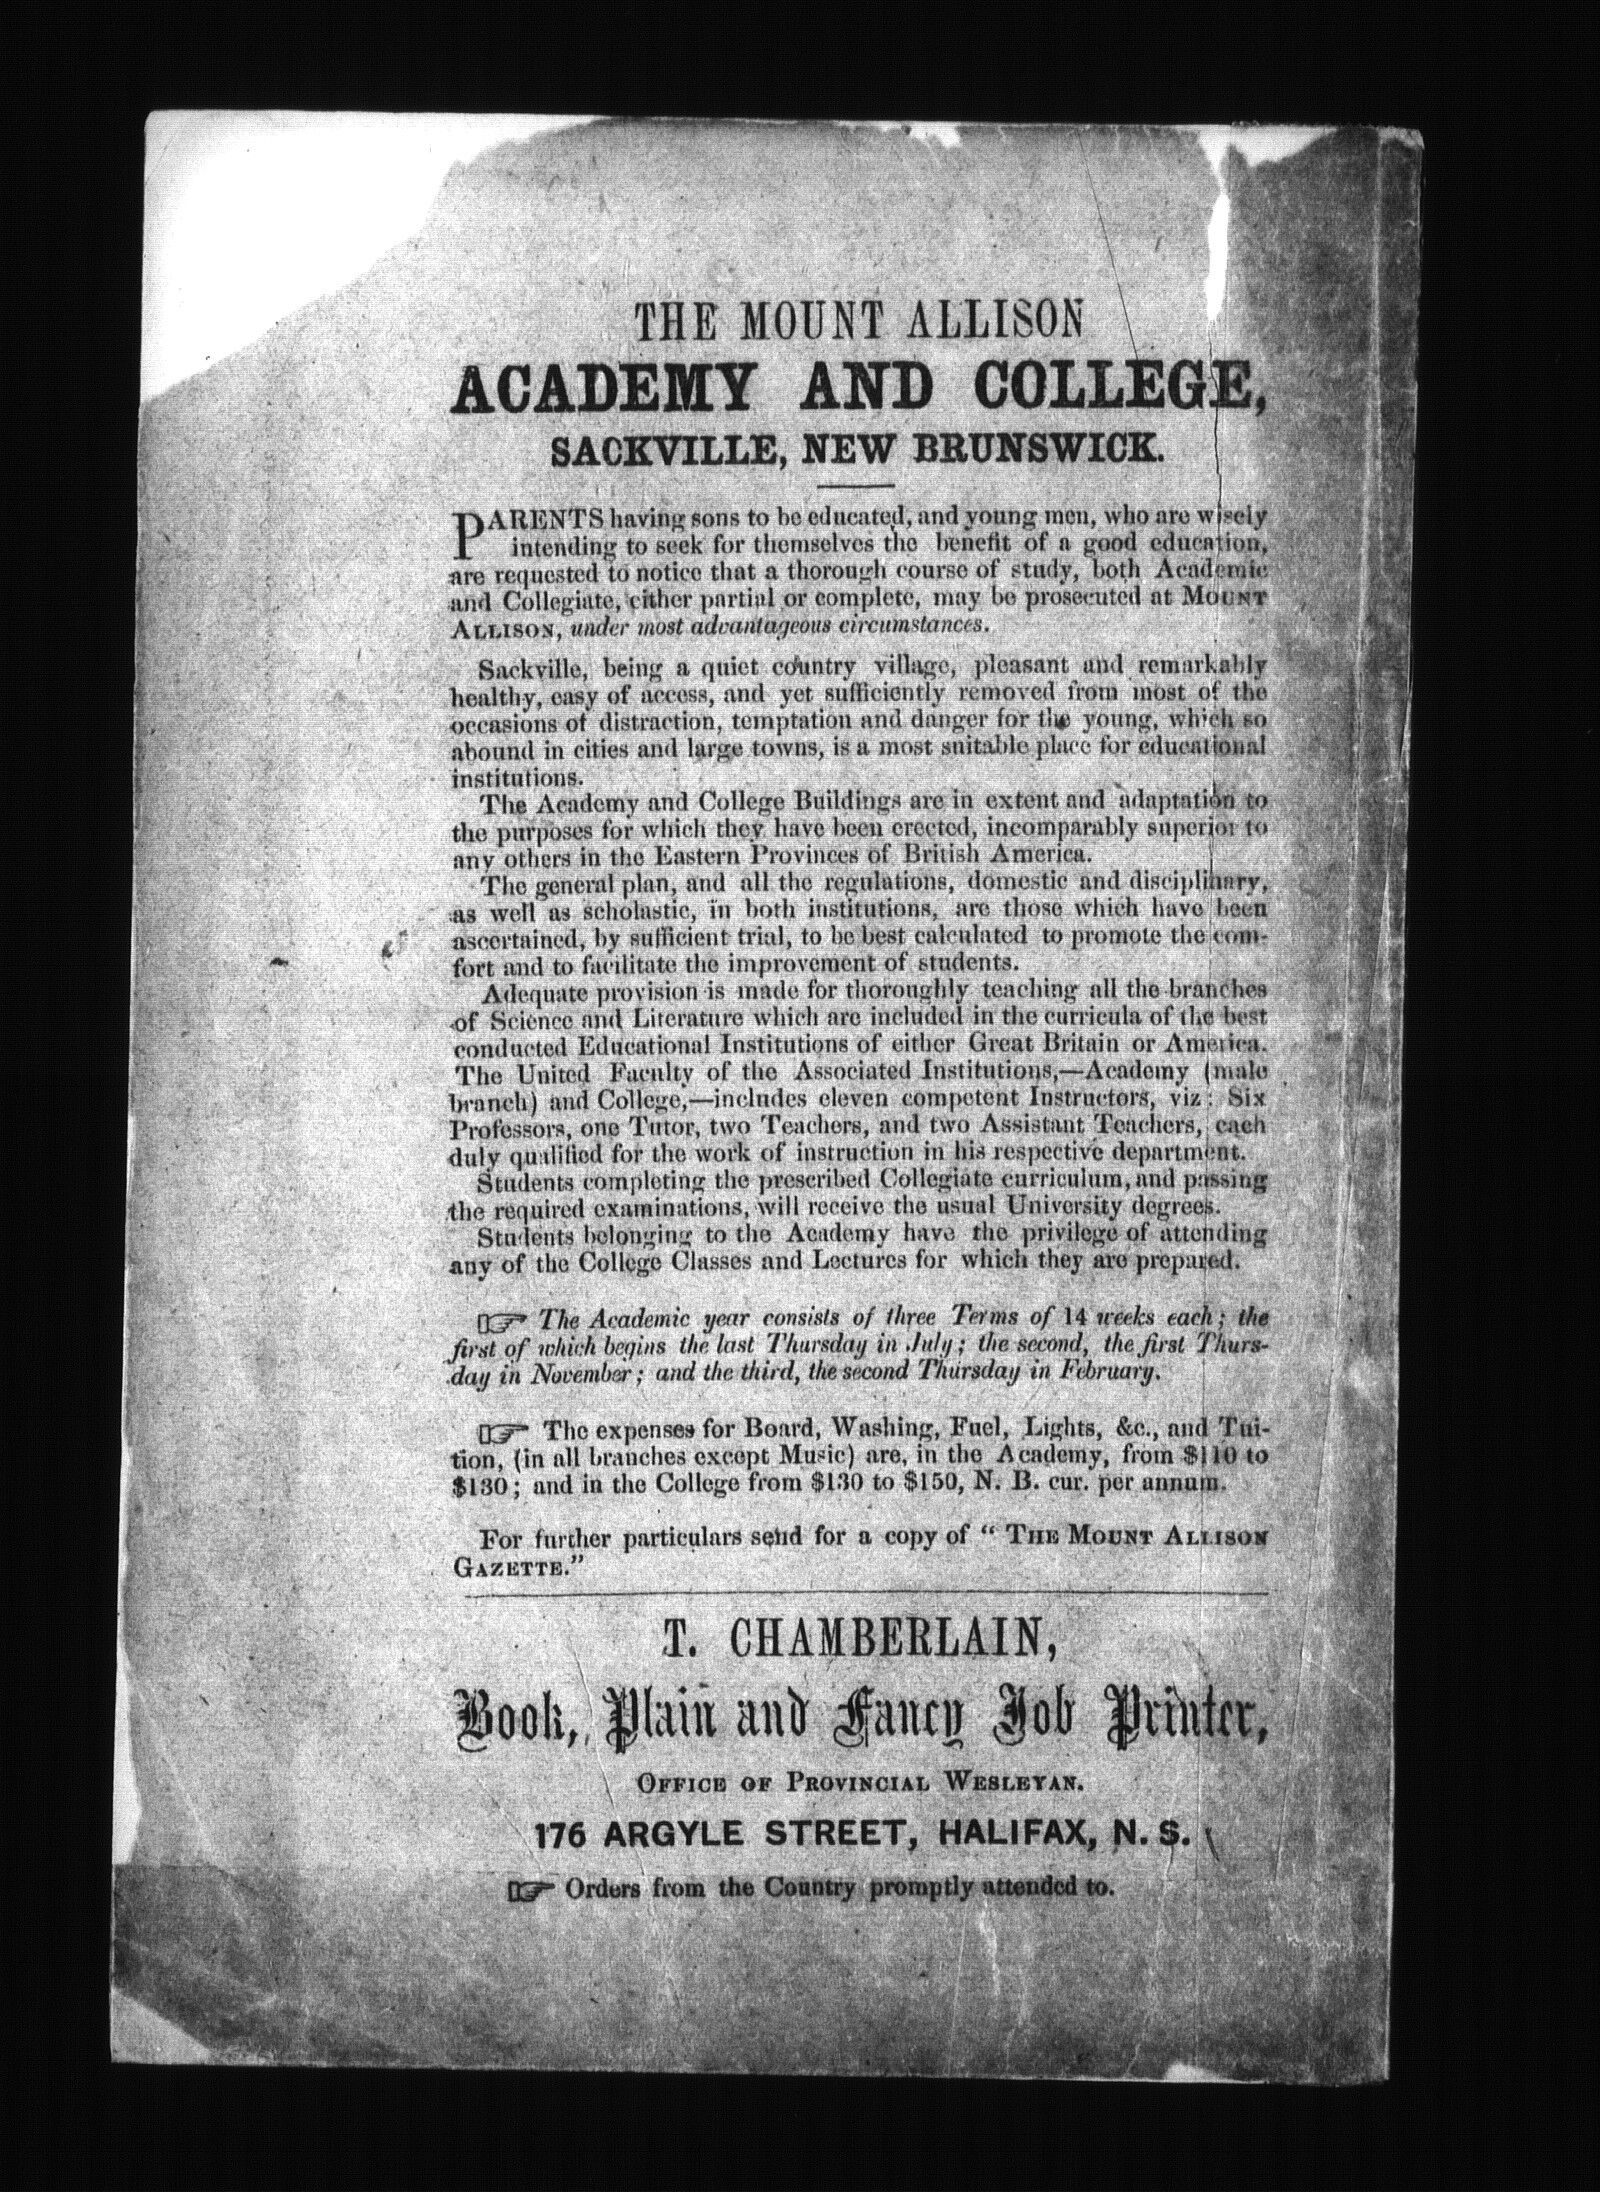 THE MOUNT ALLISON
ACADEMY AND COLLEGE,
SACKVILLE, NEW BRUNSWICK.
PARENTS having sons to be educated, and young men, who are wisely
intending to seek for themselves the benefit of a good education,
are requested to notice that a thorough course of study, both Academic
and Collegiate, either partial or complete, may be prosecuted at MOUNT
ALLISON, under most advantageous circumstances.
Sackville, being a quiet country village, pleasant and remarkably
healthy, easy of access, and yet sufficiently removed from most of the
occasions of distraction, temptation and danger for the young, which so
abound in cities and large towns, is a most suitable place for educational
institutions.
The Academy and College Buildings are in extent and adaptation to
the purposes for which they have been erected, incomparably superior to
any others in the Eastern Provinces of British America.
The general plan, and all the regulations, domestic and disciplinary,
as well as scholastic, in both institutions, are those which have been
ascertained, by sufficient trial, to be best calculated to promote the com-
fort and to facilitate the improvement of students.
Adequate provision is made for thoroughly teaching all the branches
of Science and Literature which are included in the curricula of the best
conducted Educational Institutions of either Great Britain or America.
The United Faculty of the Associated Institutions,—Academy (male
branch) and College,—includes eleven competent Instructors, viz: Six
Professors, one Tutor, two Teachers, and two Assistant Teachers, each
duly qualified for the work of instruction in his respective department.
Students completing the prescribed Collegiate curriculum, and passing
the required examinations, will receive the usual University degrees.
Students belonging to the Academy have the privilege of attending
any of the College Classes and Lectures for which they are prepared.
☞ The Academic year consists of three Terms of 14 weeks each; the
first of which begins the last Thursday in July; the second, the first Thurs-
day in November; and the third, the second Thursday in February.
☞ The expenses for Board, Washing, Fuel, Lights, &c., and Tui-
tion, (in all branches except Music) are, in the Academy, from $110 to
$130; and in the College from $130 to $150, N. B. cur. per annum.
For further particulars send for a copy of "THE MOUNT ALLISON
GAZETTE."
T. CHAMBERLAIN,
Book, Plain and Fancy Job Printer,
OFFICE OF PROVINCIAL WESLEYAN.
176 ARGYLE STREET, HALIFAX, N. S.
☞ Orders from the Country promptly attended to.